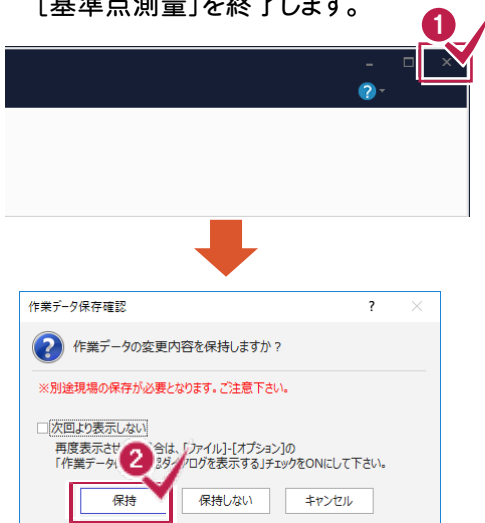 [基準点測量]を終了します。
1
?
作業データ保存確認 ?
? 作業データの変更内容を保持しますか?
※別途現場の保存が必要となります。ご注意下さい。
次回より表示しない
再度表示させ 合は、[ファイル]-[オプション]の
「作業データ ダイアログを表示する」チェックをONにして下さい。
2
保持 保持しない キャンセル